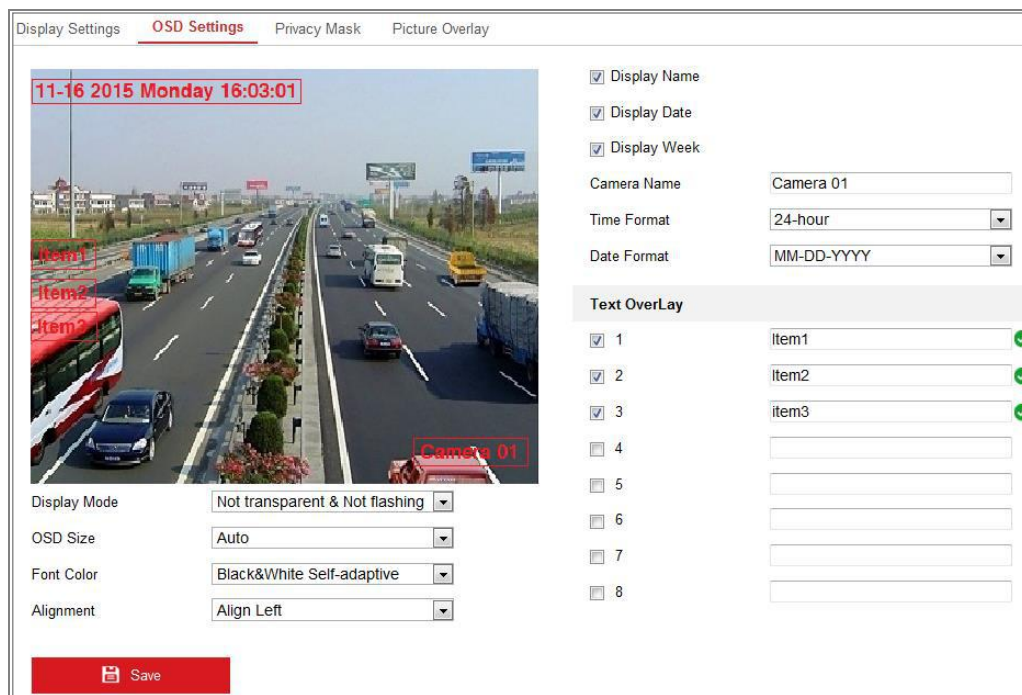 Display Settings OSD Settings Privacy Mask Picture Overlay
11-16 2015 Monday 16:03:01
Item1
Item2
Item3
Camera 01
Display Mode Not transparent & Not flashing
OSD Size Auto
Font Color Black&White Self-adaptive
Alignment Align Left
Save
Display Name
Display Date
Display Week
Camera Name Camera 01
Time Format 24-hour
Date Format MM-DD-YYYY
Text OverLay
1 Item1
2 Item2
3 item3
4
5
6
7
8